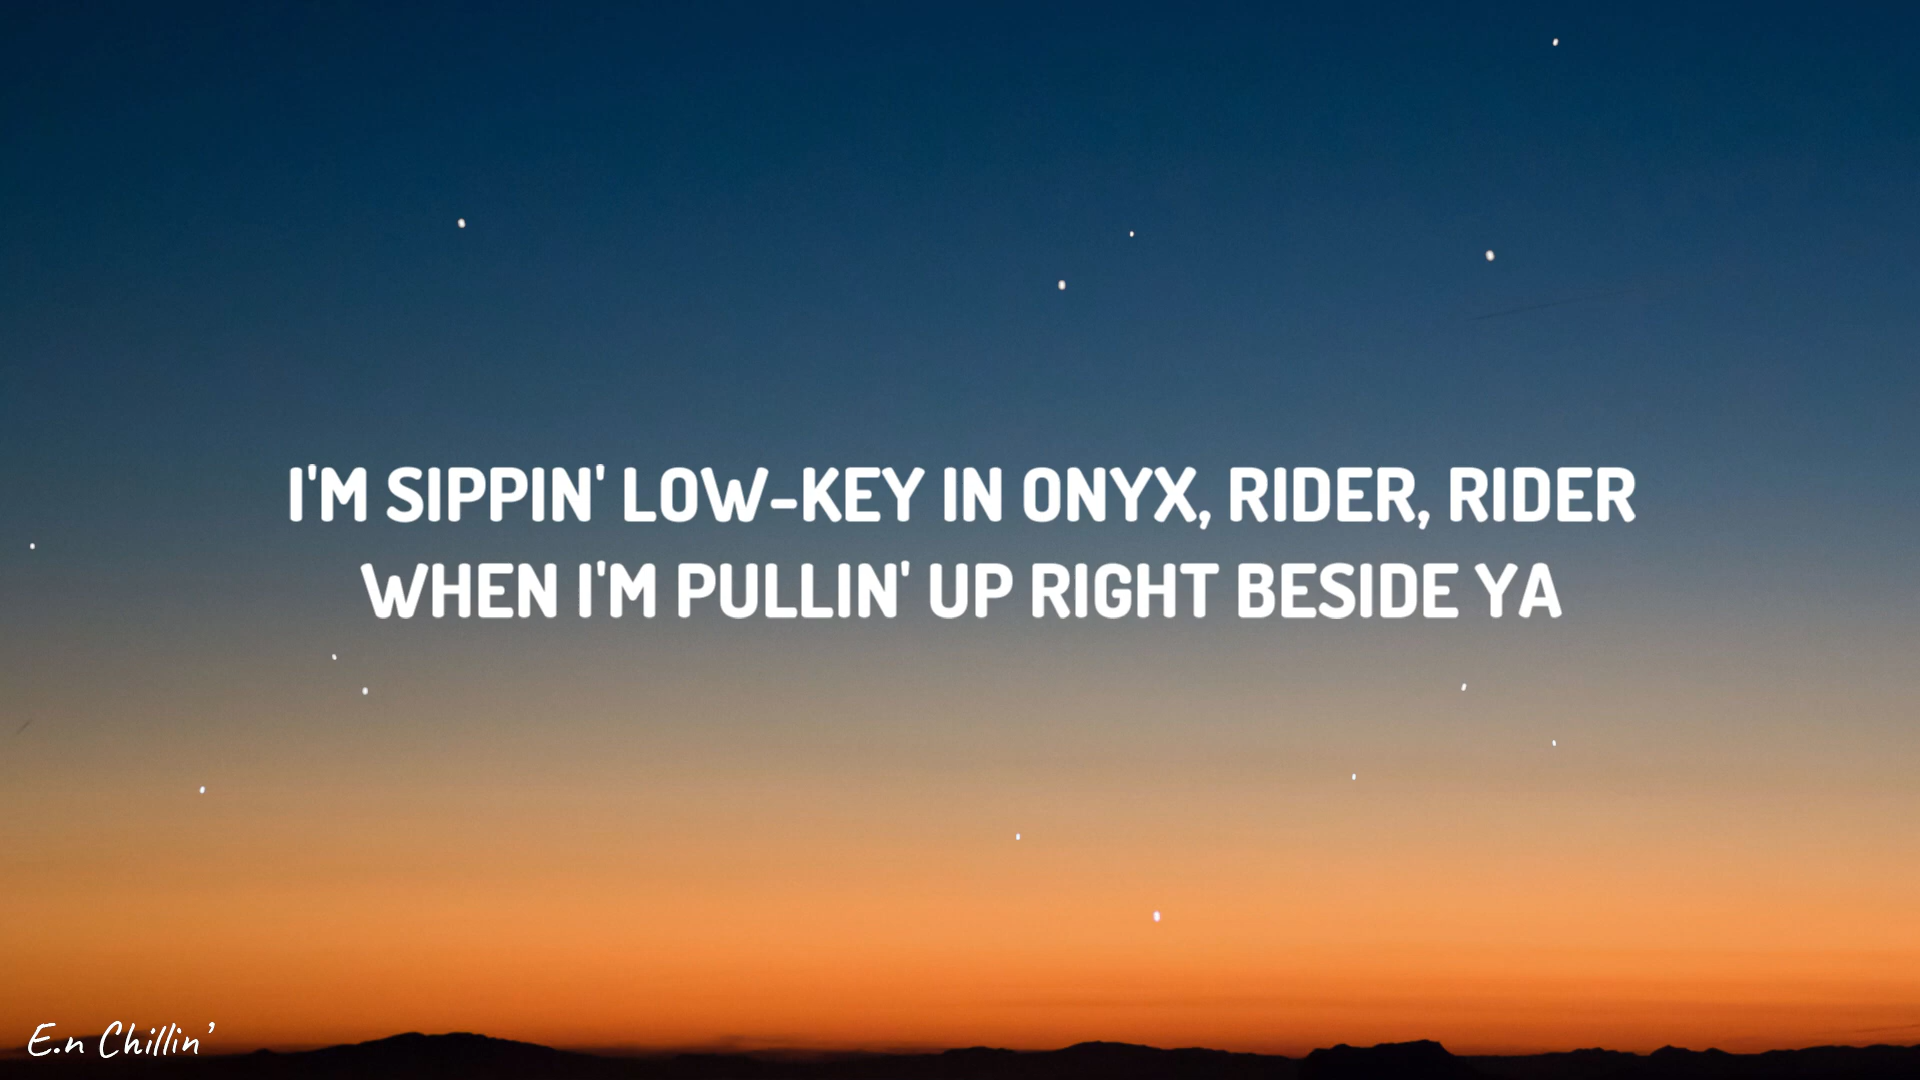 I'M SIPPIN' LOW-KEY IN ONYX, RIDER, RIDER
WHEN I'M PULLIN' UP RIGHT BESIDE YA
E.n Chillin'